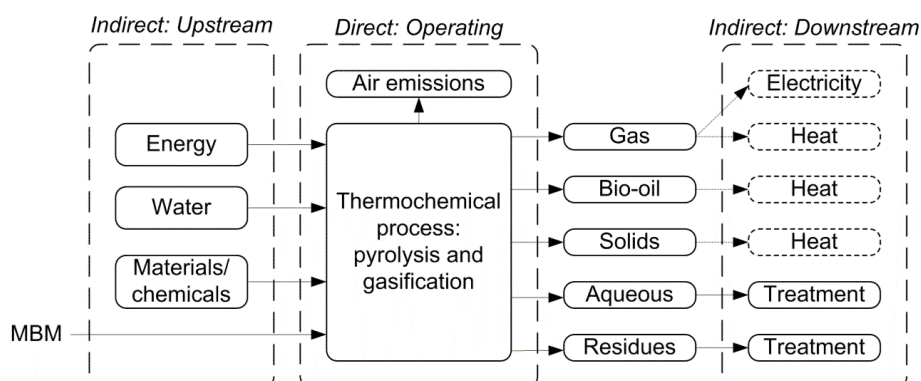 Indirect: Upstream
Direct: Operating
Indirect: Downstream
Air emissions
Electricity
Energy
Gas
Heat
Water
Thermochemical
process:
pyrolysis and
gasification
Bio-oil
Heat
Solids
Heat
Materials/
chemicals
Aqueous
Treatment
MBM
Residues
Treatment